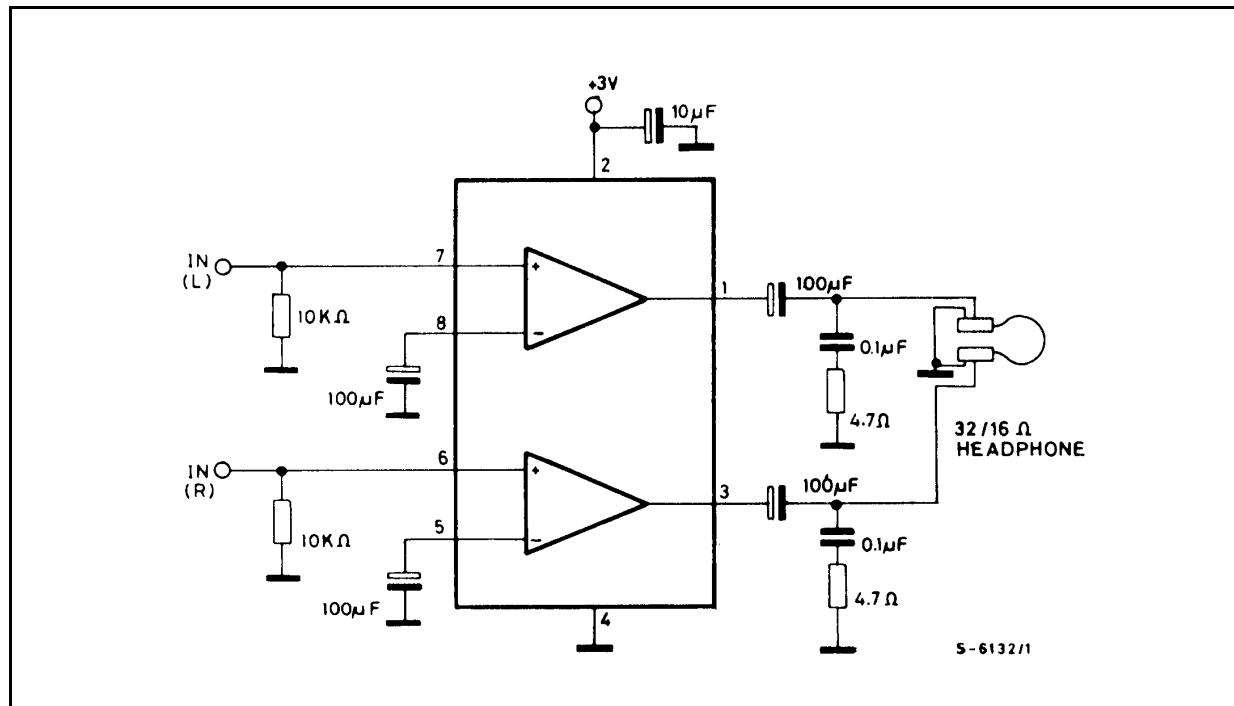 +3V
10µF
2
IN
(L)
7
+
10KΩ
8
-
100µF
1
100µF
0.1µF
4.7Ω
32/16 Ω
HEADPHONE
IN
(R)
6
+
10KΩ
5
-
100µF
3
100µF
0.1µF
4.7Ω
4
S-6132/1